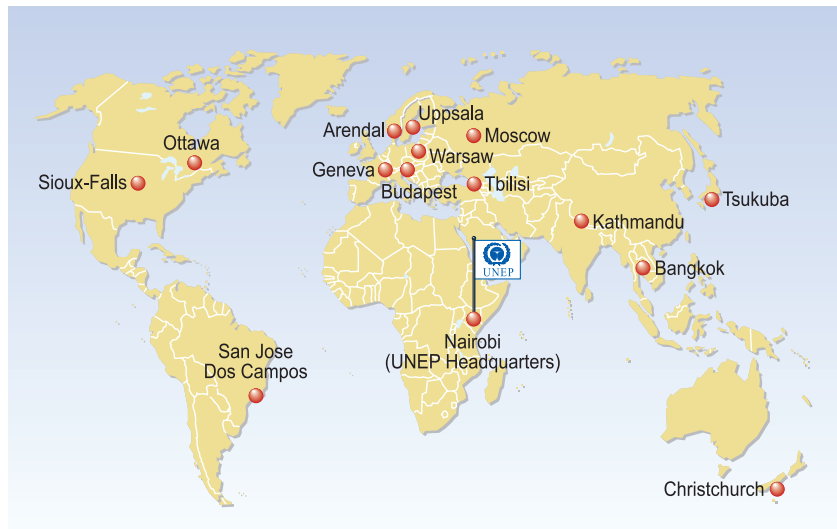 Uppsala
Arendal
Moscow
Ottawa
Warsaw
Geneva
Sioux-Falls
Tbilisi
Budapest
Tsukuba
Kathmandu
UNEP
Bangkok
Nairobi
(UNEP Headquarters)
San Jose
Dos Campos
Christchurch